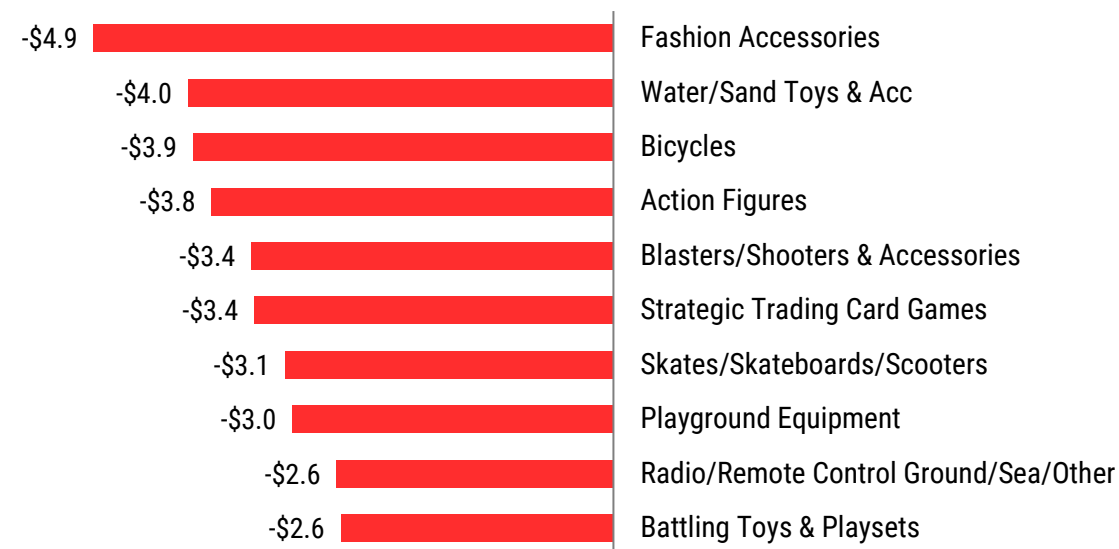 -$4.9 Fashion Accessories
-$4.0 Water/Sand Toys & Acc
-$3.9 Bicycles
-$3.8 Action Figures
-$3.4 Blasters/Shooters & Accessories
-$3.4 Strategic Trading Card Games
-$3.1 Skates/Skateboards/Scooters
-$3.0 Playground Equipment
-$2.6 Radio/Remote Control Ground/Sea/Other
-$2.6 Battling Toys & Playsets